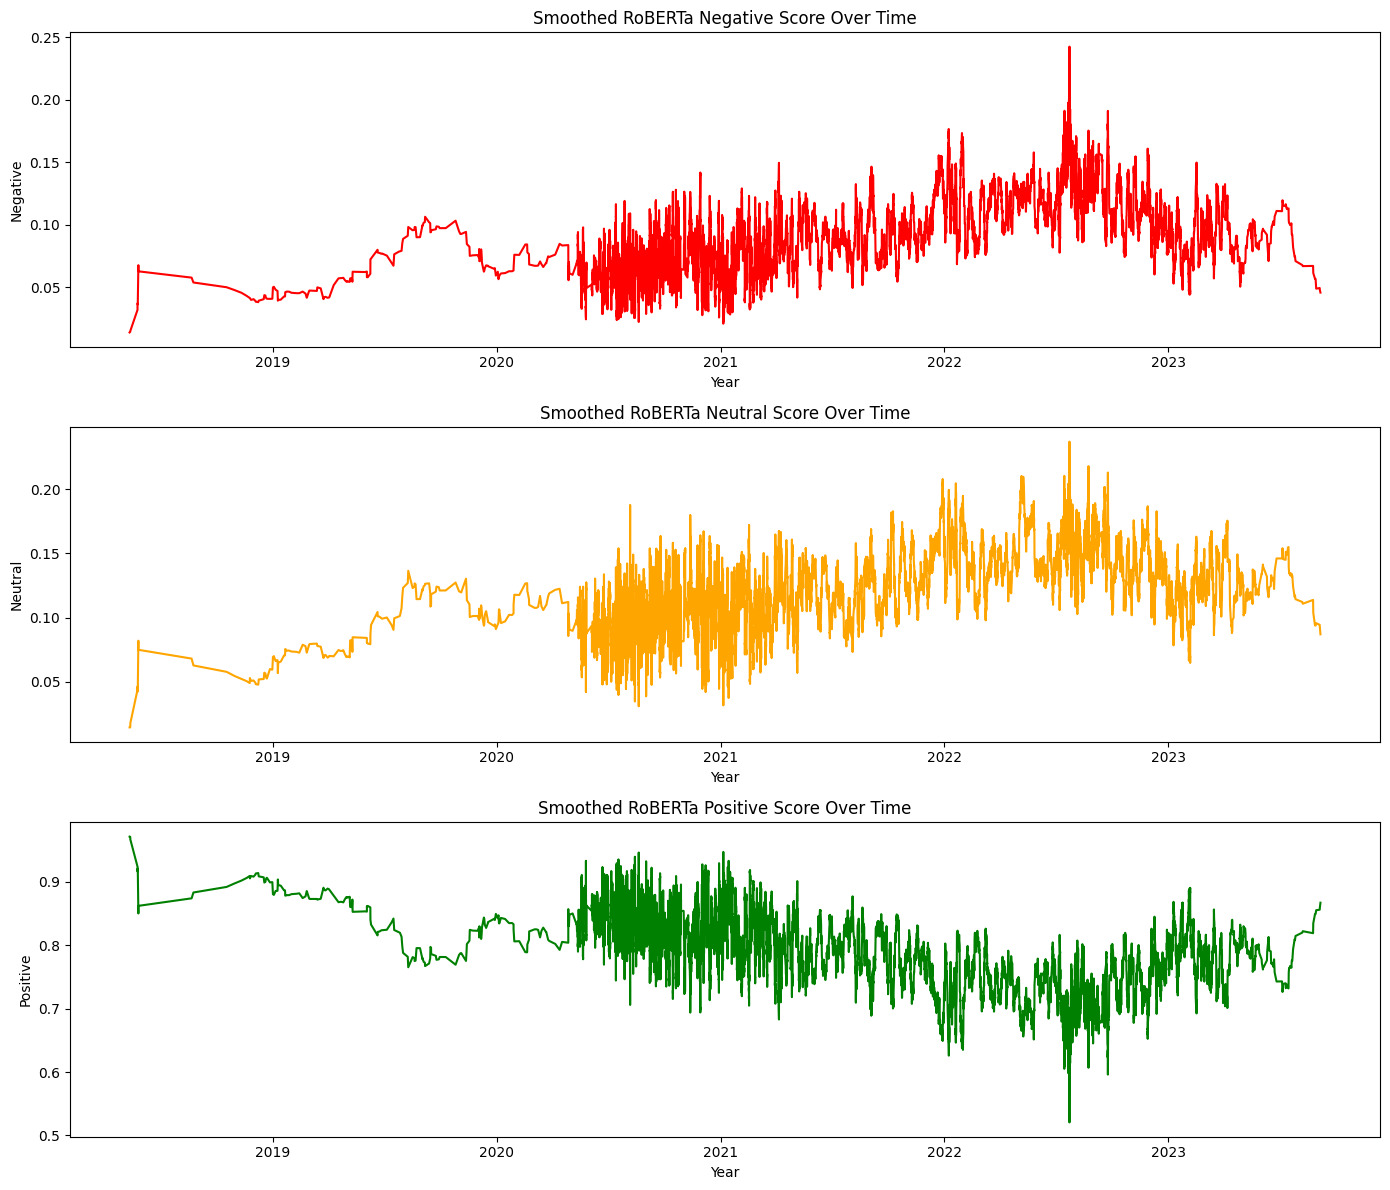 Smoothed RoBERTa Negative Score Over Time
0.25
0.20
0.15
0.10
0.05
Negative
2019 2020 2021 2022 2023
Year
Smoothed RoBERTa Neutral Score Over Time
0.20
0.15
0.10
0.05
Neutral
2019 2020 2021 2022 2023
Year
Smoothed RoBERTa Positive Score Over Time
0.9
0.8
0.7
0.6
0.5
Positive
2019 2020 2021 2022 2023
Year